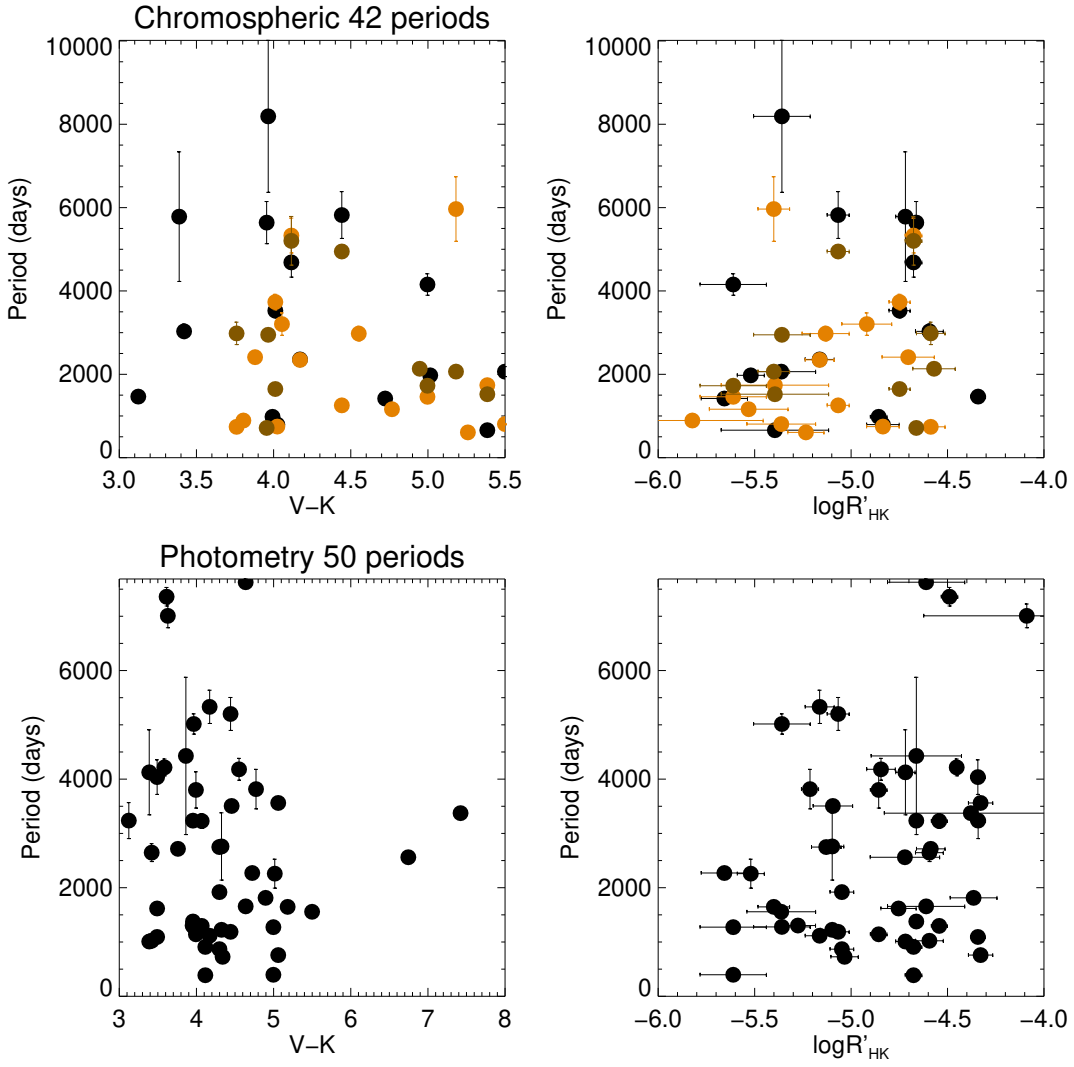 Chromospheric 42 periods
10000
8000
6000
4000
2000
0
Period (days)
3.0 3.5 4.0 4.5 5.0 5.5
V−K
10000
8000
6000
4000
2000
0
Period (days)
−6.0 −5.5 −5.0 −4.5 −4.0
logR'HK
Photometry 50 periods
6000
4000
2000
0
Period (days)
3 4 5 6 7 8
V−K
6000
4000
2000
0
Period (days)
−6.0 −5.5 −5.0 −4.5 −4.0
logR'HK